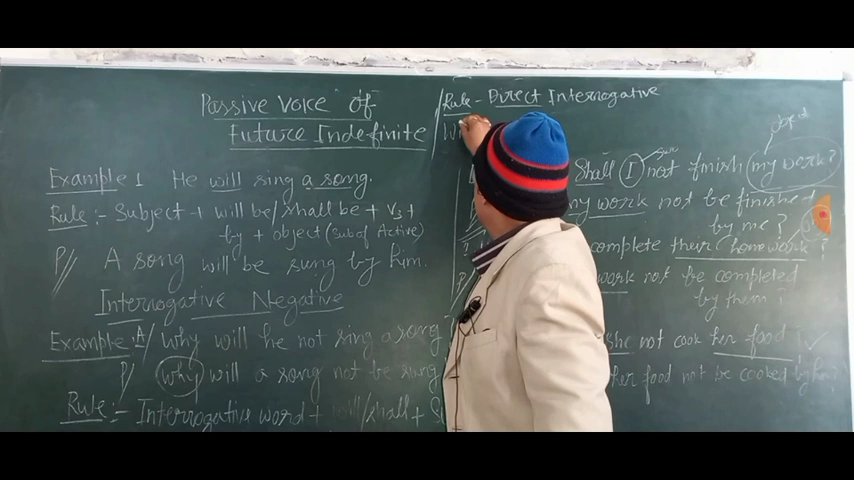 Passive Voice of
Future Indefinite
Example 1 He will sing a song.
Rule :- Subject + will be/shall be + V3 +
by + object (sub of Active)
P// A song will be sung by him.
Interrogative Negative
Example. A/ why will he not sing a song
P/ why will a song not be sung
Rule :- Interrogative word + will/shall +
Rule - Direct Interrogative
object
Shall I not finish my work?
my work not be finished
by me?
complete their homework?
work not be completed
by them?
she not cook her food
her food not be cooked by her?